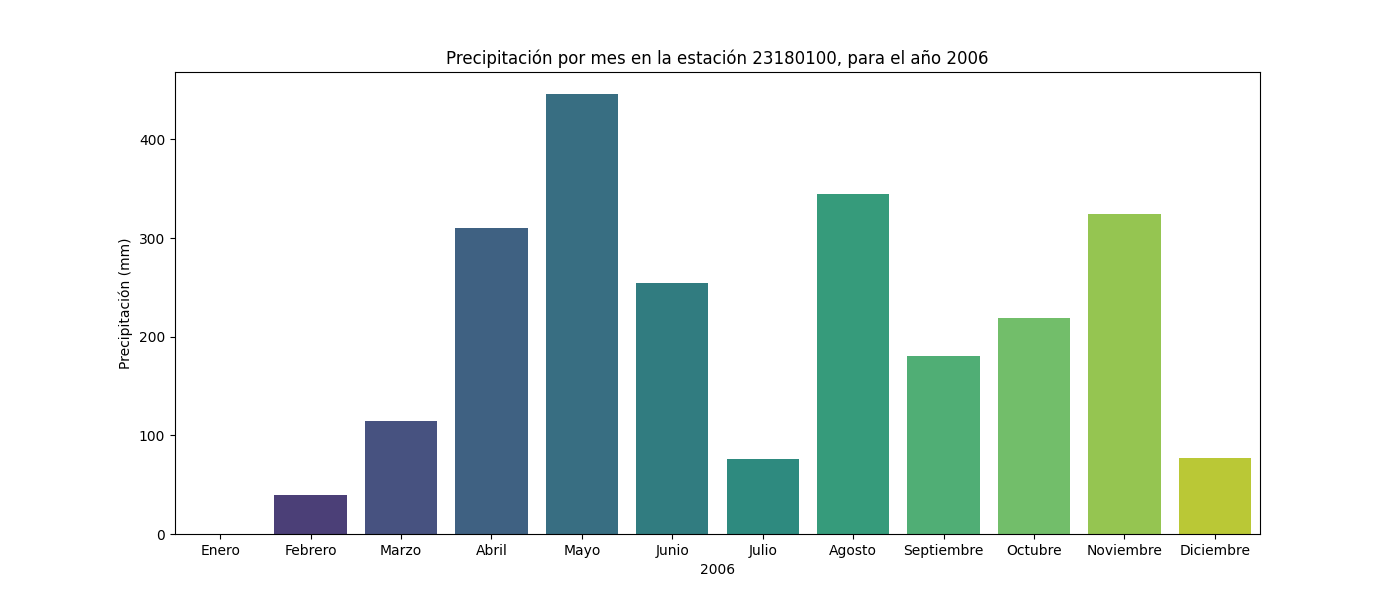 Precipitación por mes en la estación 23180100, para el año 2006
Precipitación (mm)
400
300
200
100
0
Enero Febrero Marzo Abril Mayo Junio Julio Agosto Septiembre Octubre Noviembre Diciembre
2006